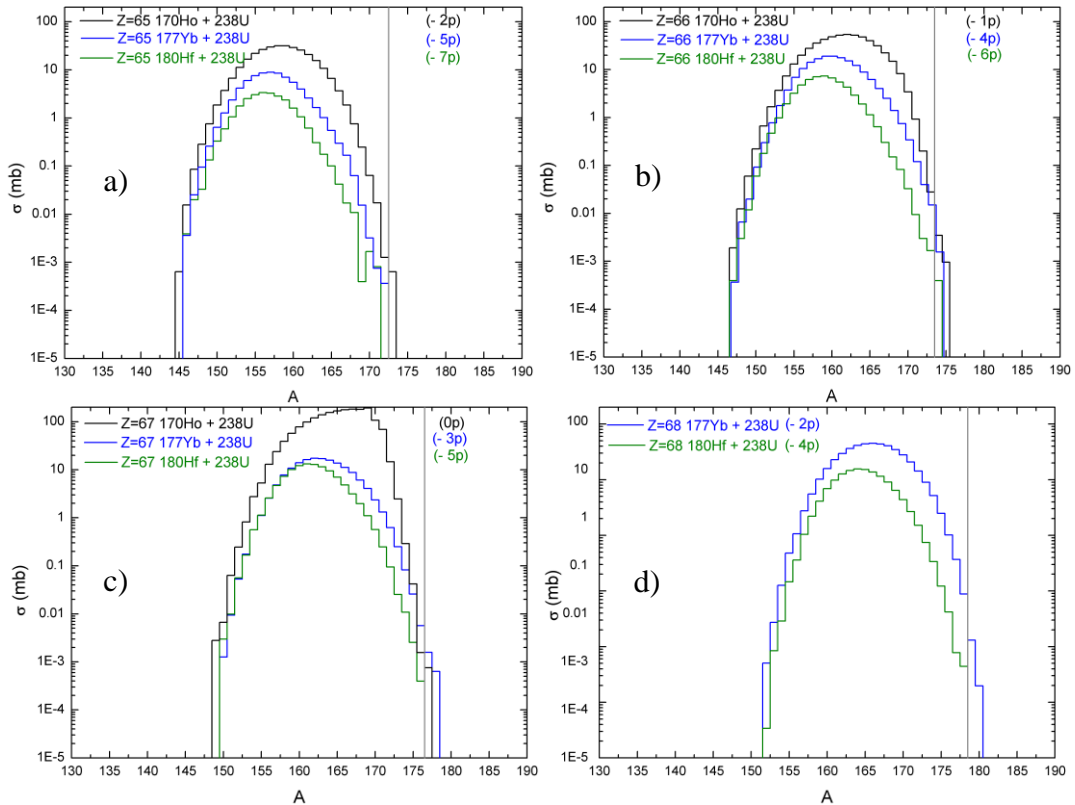 Z=65 170Ho + 238U (- 2p)
Z=65 177Yb + 238U (- 5p)
Z=65 180Hf + 238U (- 7p)
a)
σ (mb)
100
10
1
0.1
0.01
1E-3
1E-4
1E-5
130 135 140 145 150 155 160 165 170 175 180 185 190
A
Z=66 170Ho + 238U (- 1p)
Z=66 177Yb + 238U (- 4p)
Z=66 180Hf + 238U (- 6p)
b)
σ (mb)
100
10
1
0.1
0.01
1E-3
1E-4
1E-5
130 135 140 145 150 155 160 165 170 175 180 185 190
A
Z=67 170Ho + 238U (0p)
Z=67 177Yb + 238U (- 3p)
Z=67 180Hf + 238U (- 5p)
c)
σ (mb)
100
10
1
0.1
0.01
1E-3
1E-4
1E-5
130 135 140 145 150 155 160 165 170 175 180 185 190
A
Z=68 177Yb + 238U (- 2p)
Z=68 180Hf + 238U (- 4p)
d)
σ (mb)
100
10
1
0.1
0.01
1E-3
1E-4
1E-5
130 135 140 145 150 155 160 165 170 175 180 185 190
A